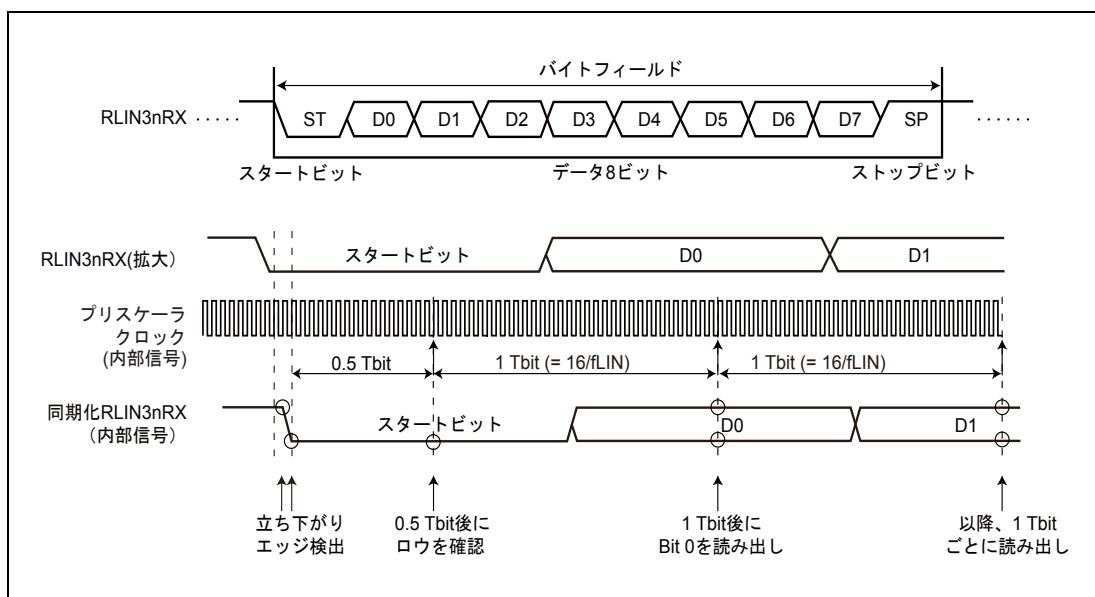 バイトフィールド
RLIN3nRX ・・・・・ ST D0 D1 D2 D3 D4 D5 D6 D7 SP ・・・・・・
スタートビット データ8ビット ストップビット
RLIN3nRX(拡大） スタートビット D0 D1
プリスケーラ
クロック
(内部信号)
0.5 Tbit 1 Tbit (= 16/fLIN) 1 Tbit (= 16/fLIN)
同期化RLIN3nRX
（内部信号）
スタートビット D0 D1
立ち下がり
エッジ検出
0.5 Tbit後に
ロウを確認
1 Tbit後に
Bit 0を読み出し
以降、1 Tbit
ごとに読み出し